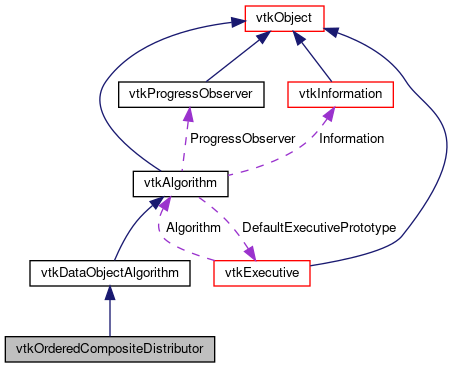 vtkObject
vtkProgressObserver
vtkInformation
ProgressObserver
Information
vtkAlgorithm
Algorithm
DefaultExecutivePrototype
vtkDataObjectAlgorithm
vtkExecutive
vtkOrderedCompositeDistributor